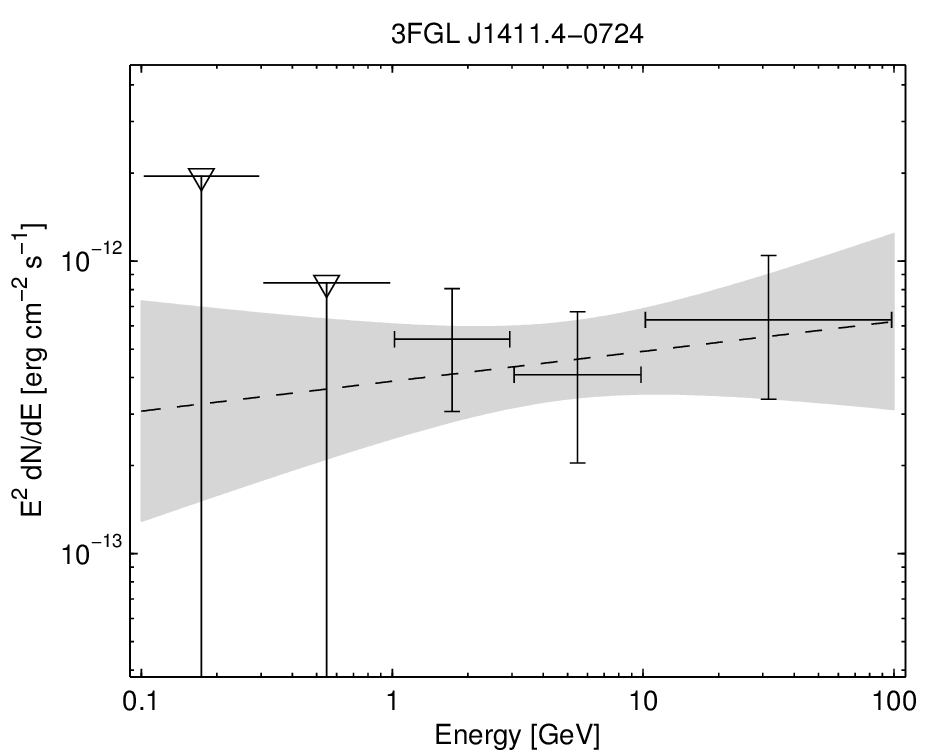 3FGL J1411.4−0724
E² dN/dE [erg cm⁻² s⁻¹]
10⁻¹²
10⁻¹³
0.1 1 10 100
Energy [GeV]